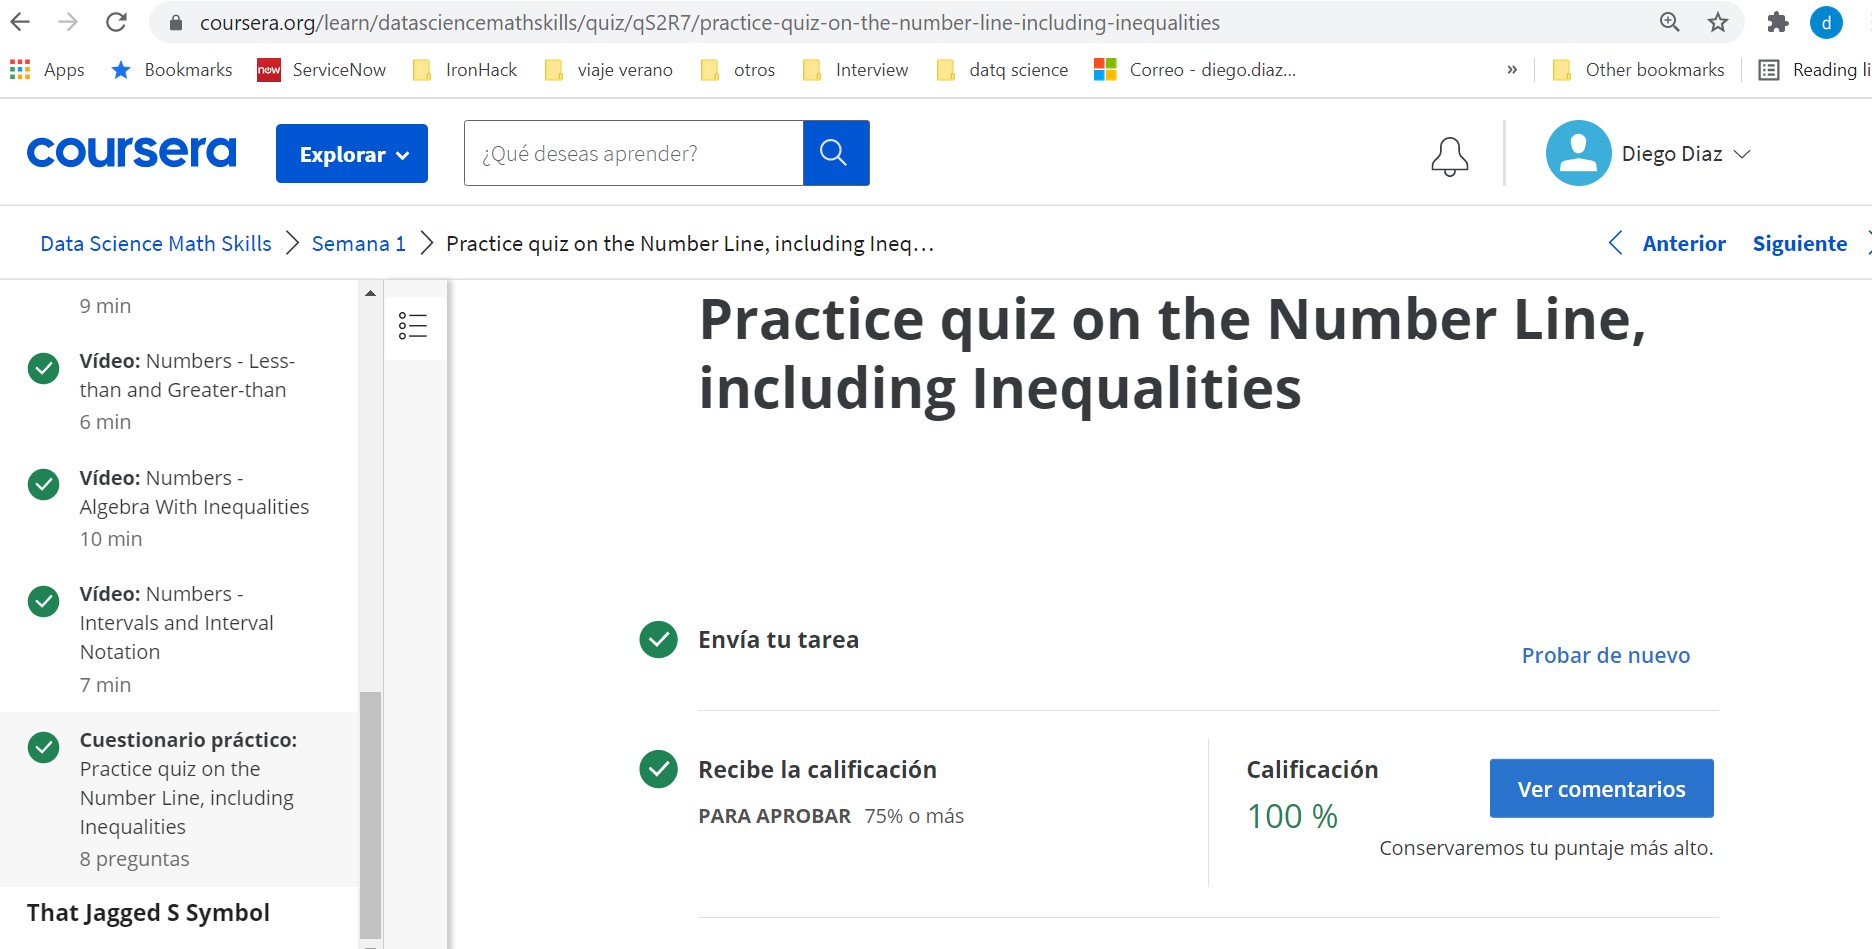 coursera.org/learn/datasciencemathskills/quiz/qS2R7/practice-quiz-on-the-number-line-including-inequalities
d
Apps Bookmarks now ServiceNow IronHack viaje verano otros Interview datq science Correo - diego.diaz... » Other bookmarks Reading li
coursera Explorar ¿Qué deseas aprender? Diego Diaz
Data Science Math Skills Semana 1 Practice quiz on the Number Line, including Ineq... Anterior Siguiente
9 min
Vídeo: Numbers - Less-
than and Greater-than
6 min
Vídeo: Numbers -
Algebra With Inequalities
10 min
Vídeo: Numbers -
Intervals and Interval
Notation
7 min
Cuestionario práctico:
Practice quiz on the
Number Line, including
Inequalities
8 preguntas
That Jagged S Symbol
Practice quiz on the Number Line,
including Inequalities
Envía tu tarea
Probar de nuevo
Recibe la calificación
PARA APROBAR 75% o más
Calificación
100 %
Ver comentarios
Conservaremos tu puntaje más alto.